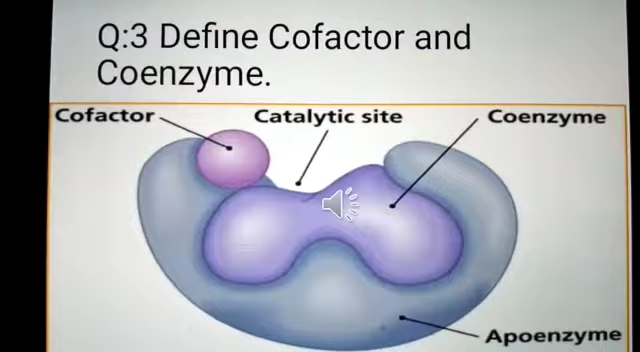 Q:3 Define Cofactor and
Coenzyme.
Cofactor
Catalytic site
Coenzyme
Apoenzyme